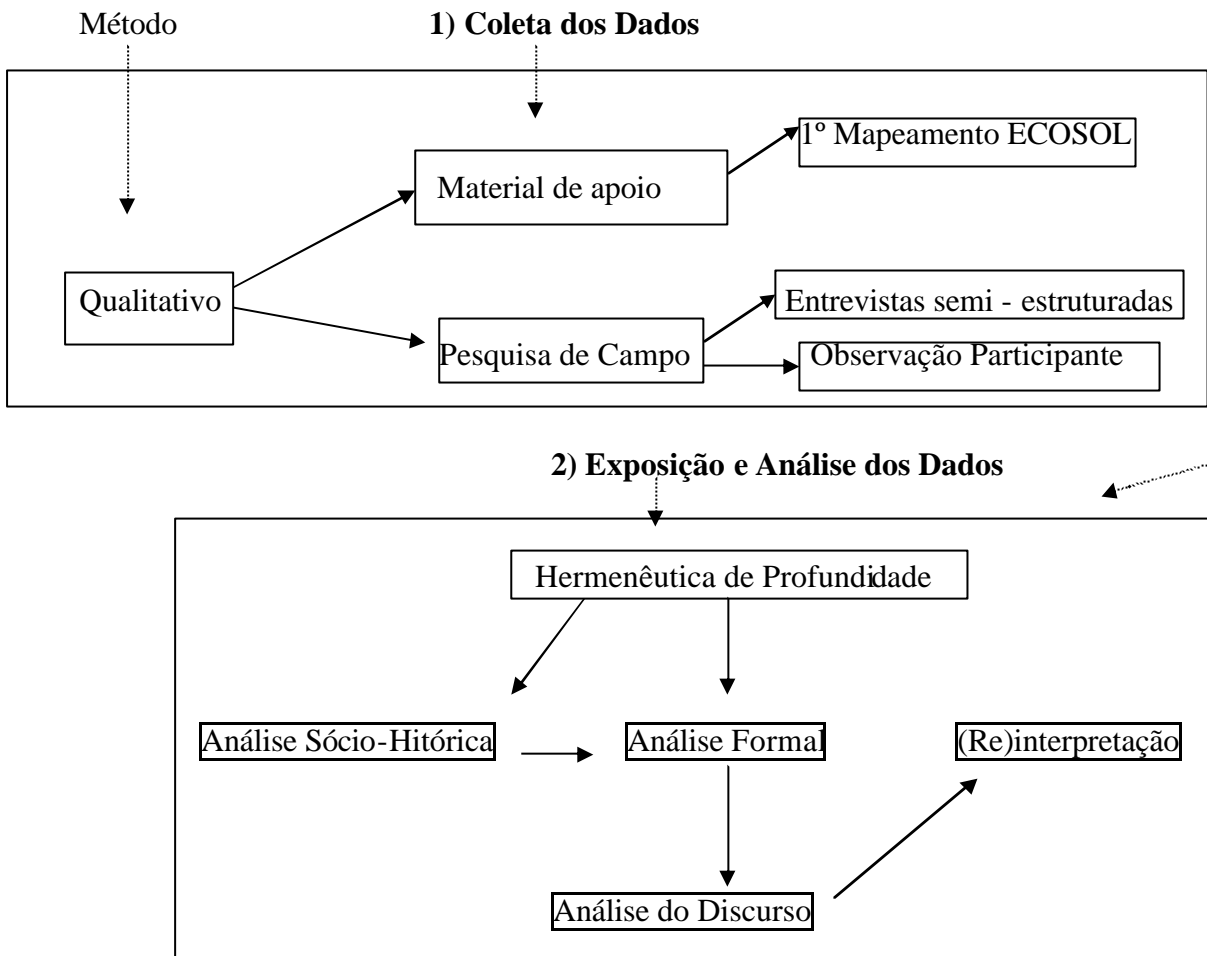 Método
1) Coleta dos Dados
1º Mapeamento ECOSOL
Material de apoio
Qualitativo
Entrevistas semi - estruturadas
Pesquisa de Campo
Observação Participante
2) Exposição e Análise dos Dados
Hermenêutica de Profundidade
Análise Sócio-Hitórica
Análise Formal
(Re)interpretação
Análise do Discurso